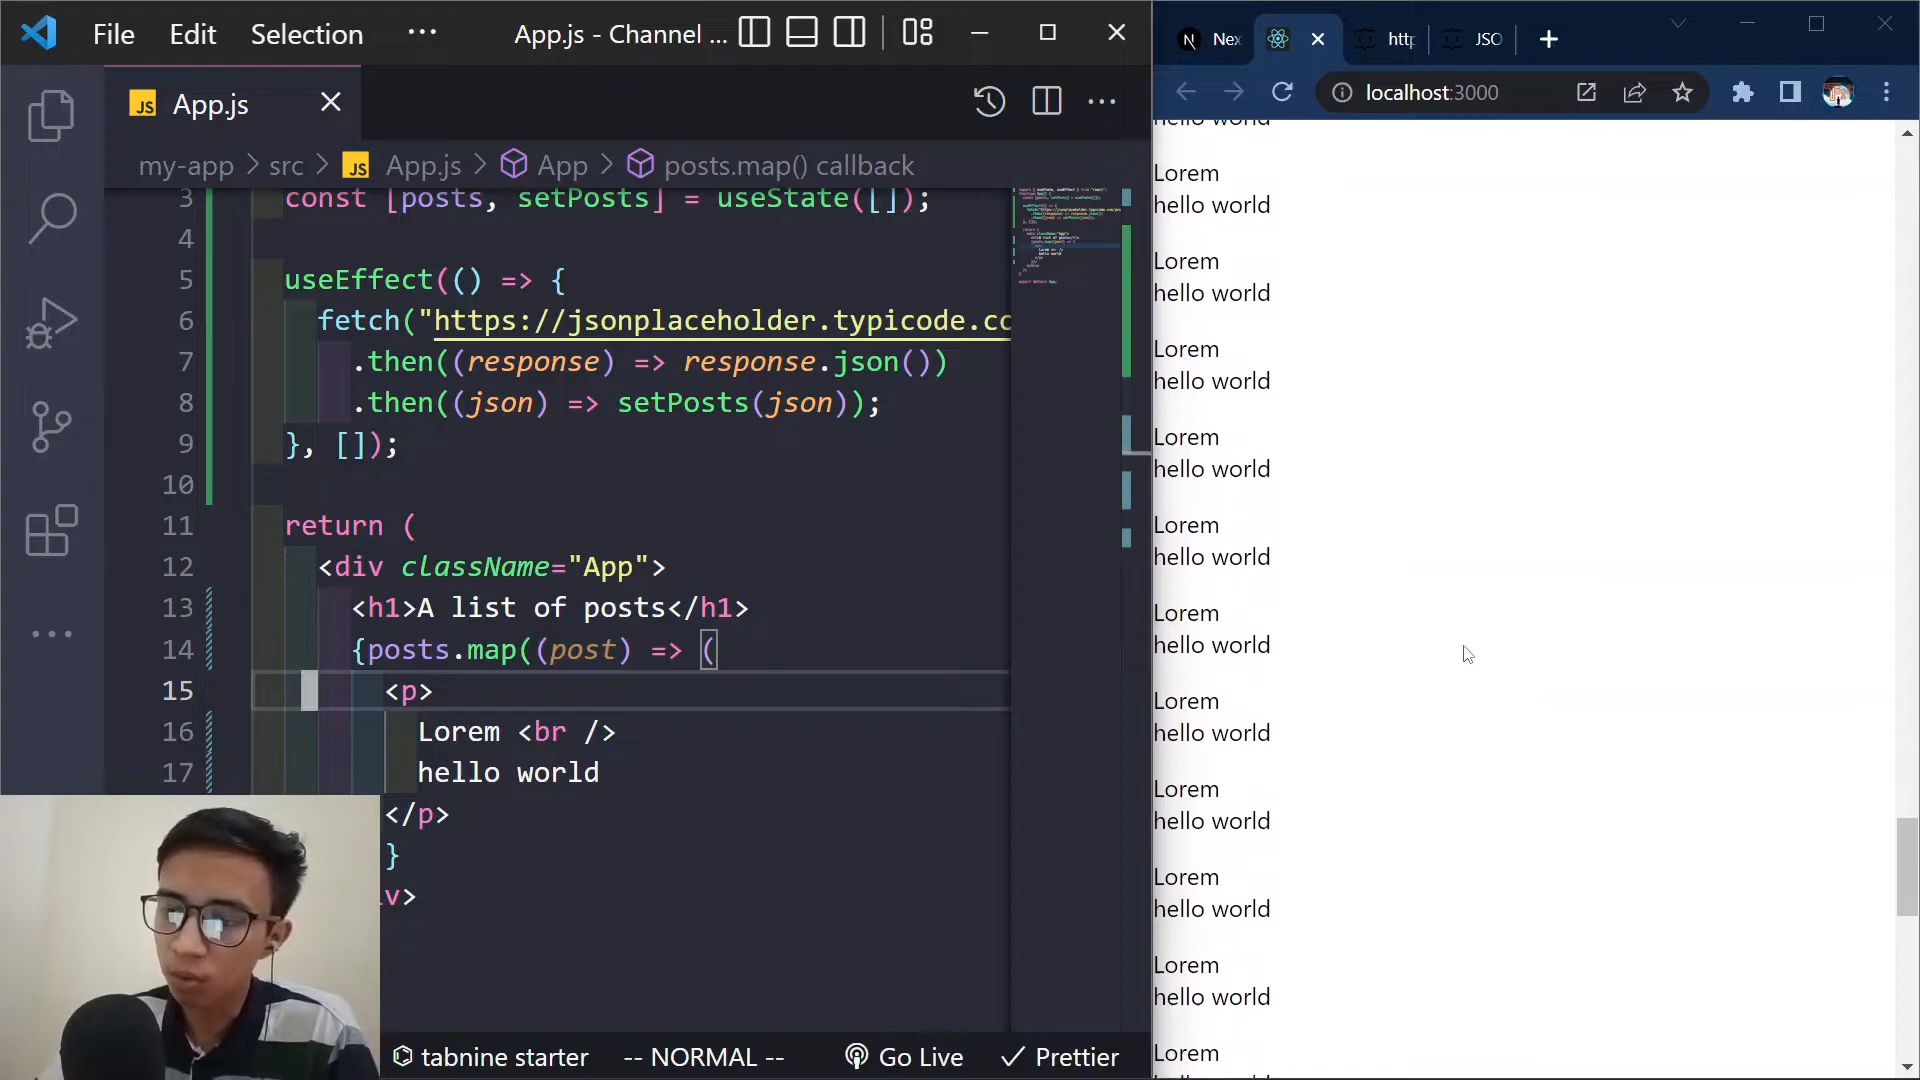 File Edit Selection ··· App.js - Channel ...
App.js
my-app > src > App.js > App > posts.map() callback
3 const [posts, setPosts] = useState([]);
4
5 useEffect(() => {
6 fetch("https://jsonplaceholder.typicode.co
7 .then((response) => response.json())
8 .then((json) => setPosts(json));
9 }, []);
10
11 return (
12 <div className="App">
13 <h1>A list of posts</h1>
14 {posts.map((post) => (
15 <p>
16 Lorem <br />
17 hello world
</p>
}
v>
tabnine starter -- NORMAL -- Go Live Prettier
Nex
http
JSO
localhost:3000
hello world
Lorem
hello world
Lorem
hello world
Lorem
hello world
Lorem
hello world
Lorem
hello world
Lorem
hello world
Lorem
hello world
Lorem
hello world
Lorem
hello world
Lorem
hello world
Lorem